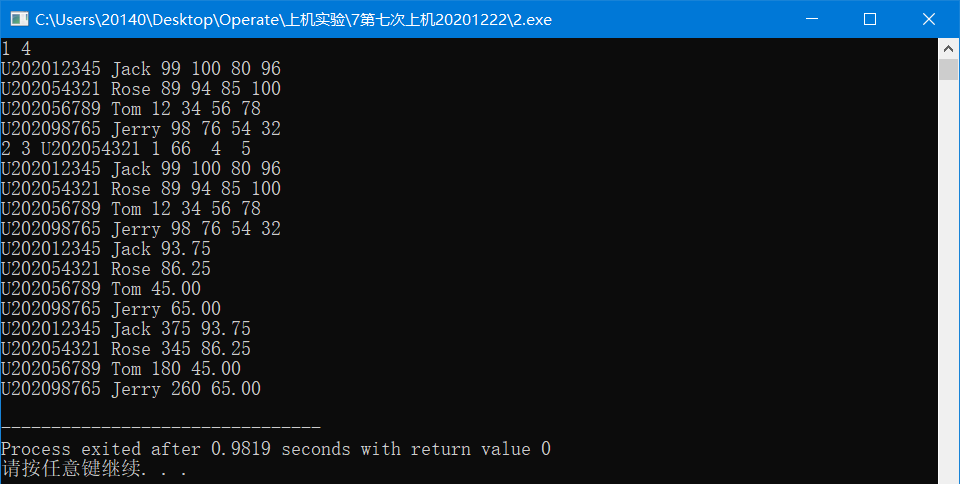 C:\Users\20140\Desktop\Operate\上机实验\7第七次上机20201222\2.exe
1 4
U202012345 Jack 99 100 80 96
U202054321 Rose 89 94 85 100
U202056789 Tom 12 34 56 78
U202098765 Jerry 98 76 54 32
2 3 U202054321 1 66  4  5
U202012345 Jack 99 100 80 96
U202054321 Rose 89 94 85 100
U202056789 Tom 12 34 56 78
U202098765 Jerry 98 76 54 32
U202012345 Jack 93.75
U202054321 Rose 86.25
U202056789 Tom 45.00
U202098765 Jerry 65.00
U202012345 Jack 375 93.75
U202054321 Rose 345 86.25
U202056789 Tom 180 45.00
U202098765 Jerry 260 65.00
--------------------------------
Process exited after 0.9819 seconds with return value 0
请按任意键继续. . .